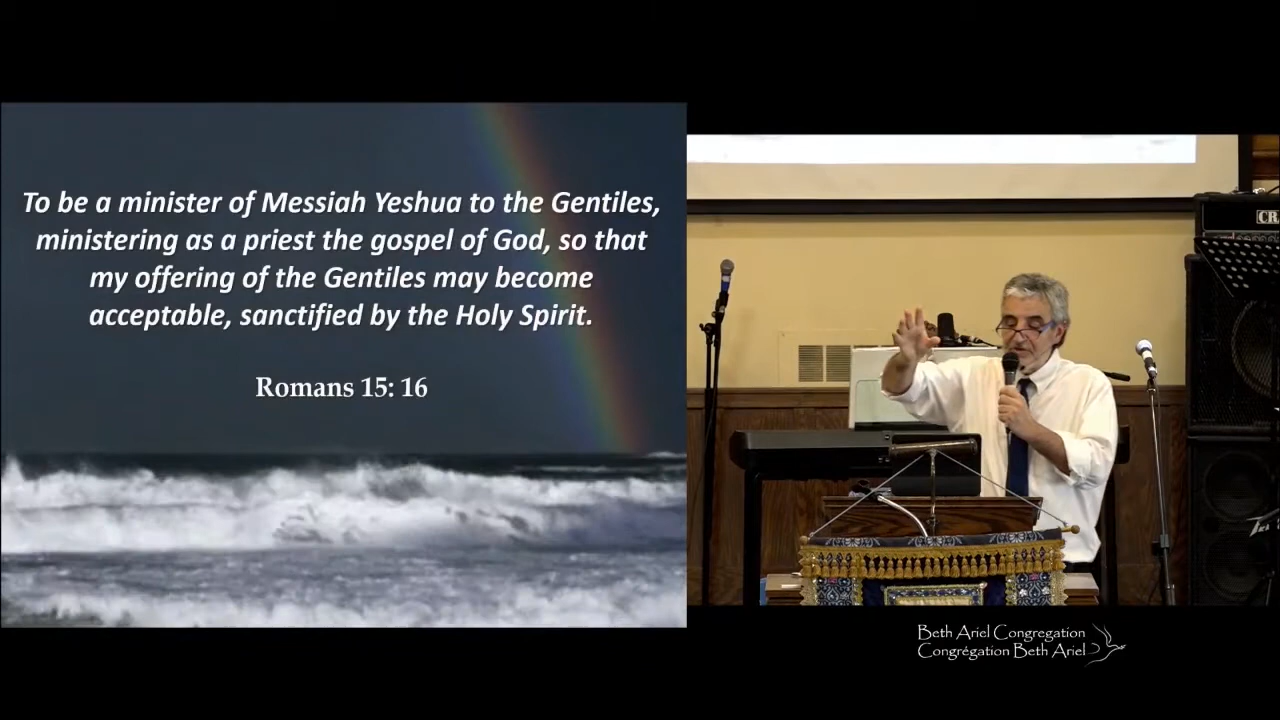 To be a minister of Messiah Yeshua to the Gentiles,
ministering as a priest the gospel of God, so that
my offering of the Gentiles may become
acceptable, sanctified by the Holy Spirit.
Romans 15: 16
CR
Beth Ariel Congregation
Congrégation Beth Ariel